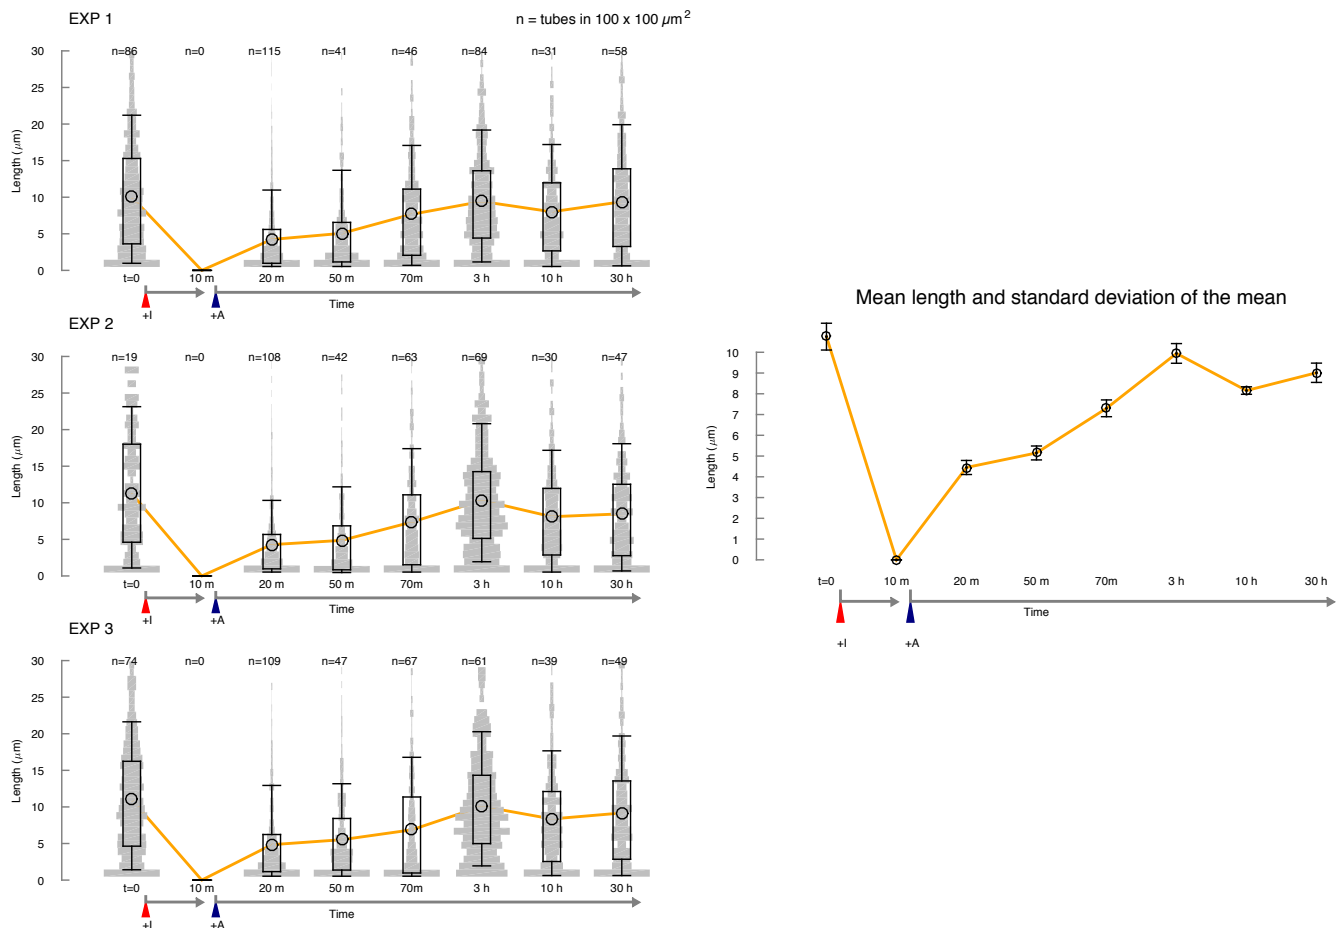 EXP 1
n = tubes in 100 x 100 μm²
n=86 n=0 n=115 n=41 n=46 n=84 n=31 n=58
30
25
20
15
10
5
0
Length (μm)
t=0 10 m 20 m 50 m 70m 3 h 10 h 30 h
+I +A Time
EXP 2
n=19 n=0 n=108 n=42 n=63 n=69 n=30 n=47
30
25
20
15
10
5
0
Length (μm)
t=0 10 m 20 m 50 m 70m 3 h 10 h 30 h
+I +A Time
EXP 3
n=74 n=0 n=109 n=47 n=67 n=61 n=39 n=49
30
25
20
15
10
5
0
Length (μm)
t=0 10 m 20 m 50 m 70m 3 h 10 h 30 h
+I +A Time
Mean length and standard deviation of the mean
10
9
8
7
6
5
4
3
2
1
0
Length (μm)
t=0 10 m 20 m 50 m 70m 3 h 10 h 30 h
Time
+I +A